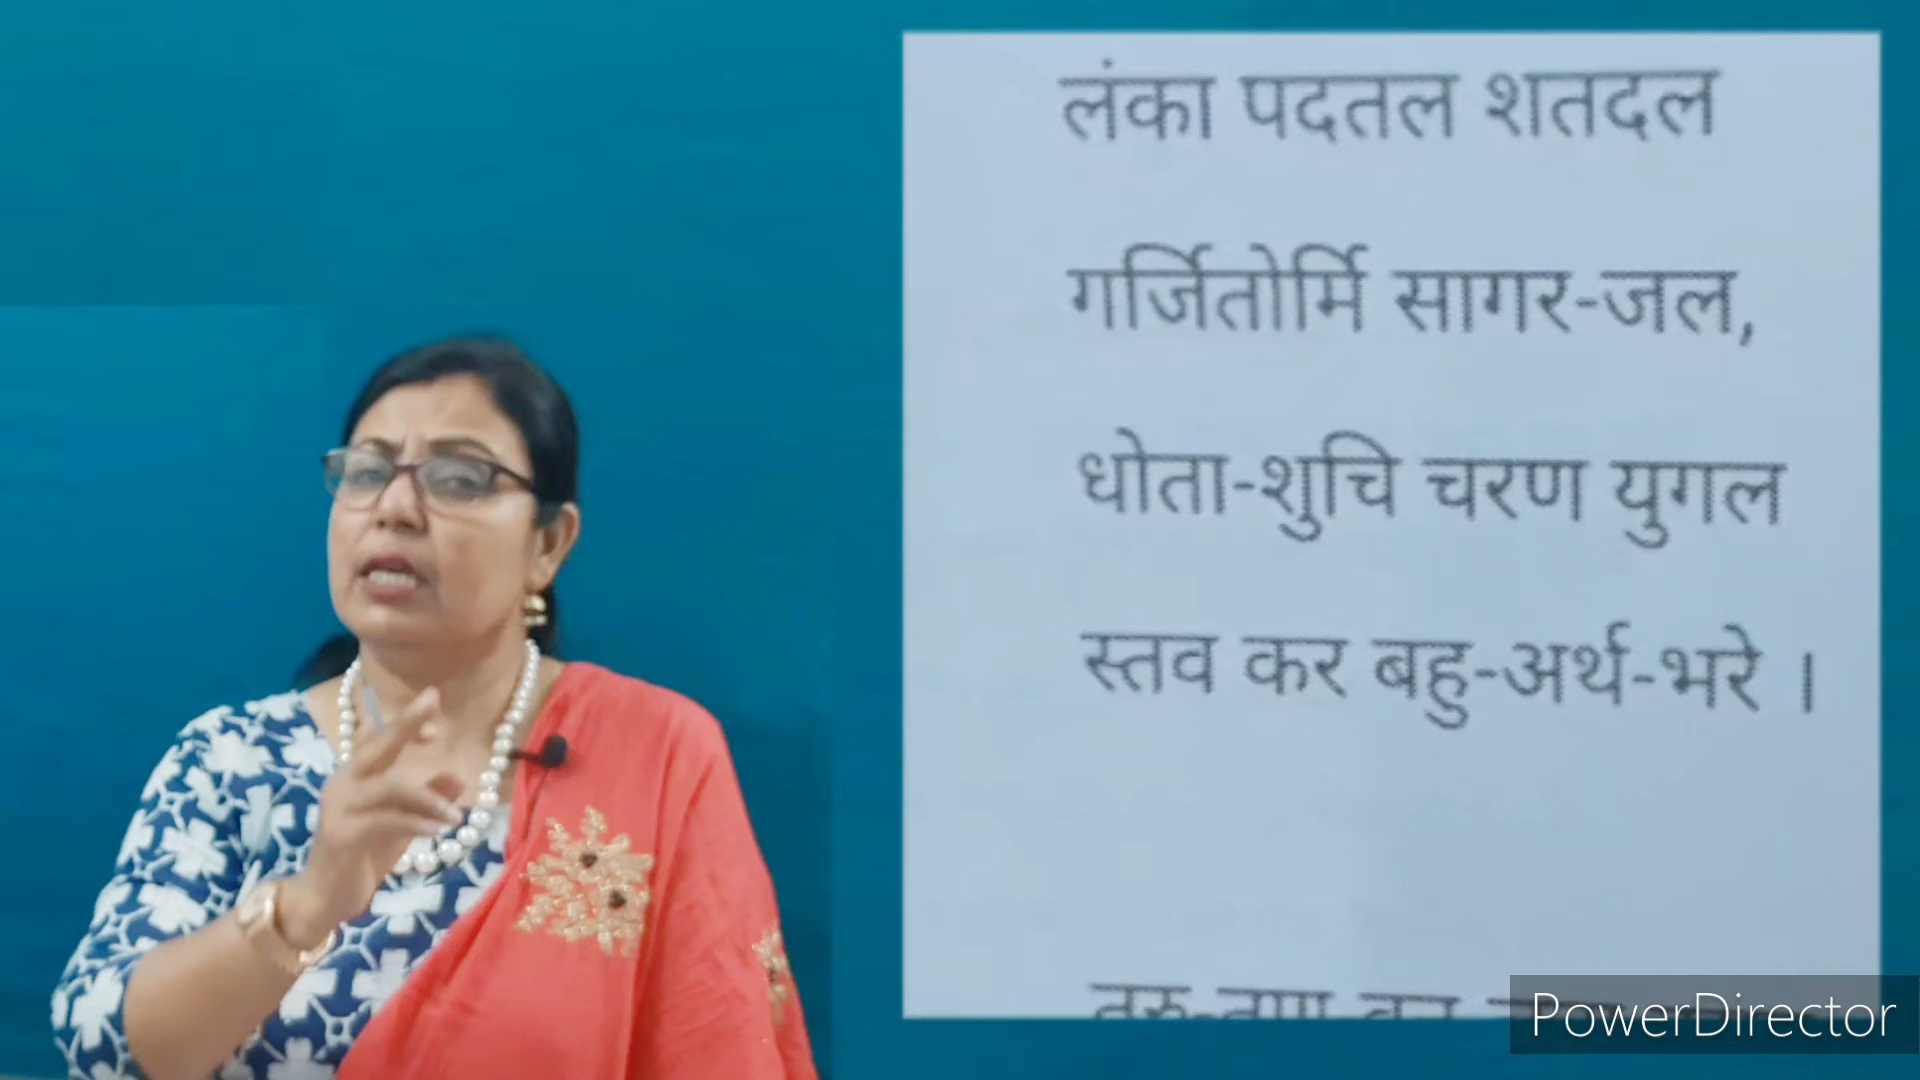 लंका पदतल शतदल
गर्जितोर्मि सागर-जल,
धोता-शुचि चरण युगल
स्तव कर बहु-अर्थ-भरे ।
PowerDirector